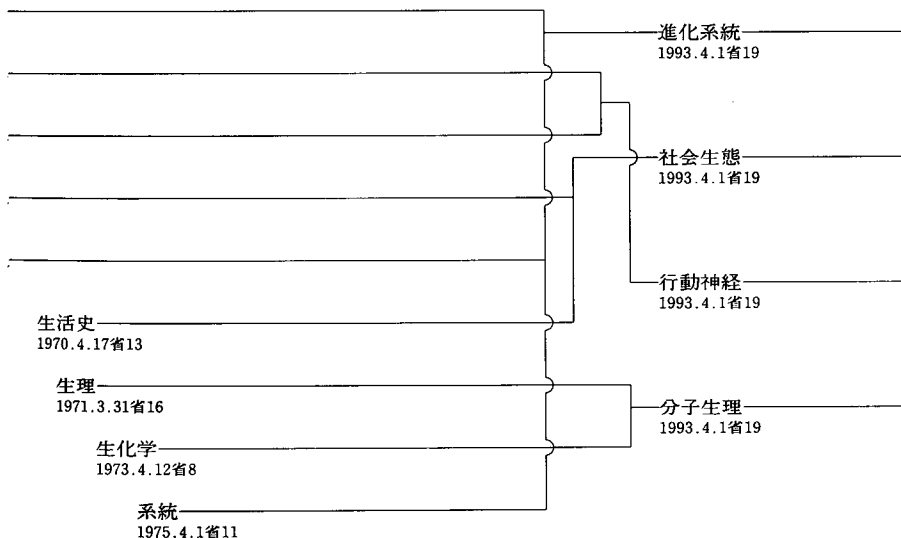 進化系統
1993.4.1省19
社会生態
1993.4.1省19
行動神経
1993.4.1省19
生活史
1970.4.17省13
生理
1971.3.31省16
分子生理
1993.4.1省19
生化学
1973.4.12省8
系統
1975.4.1省11